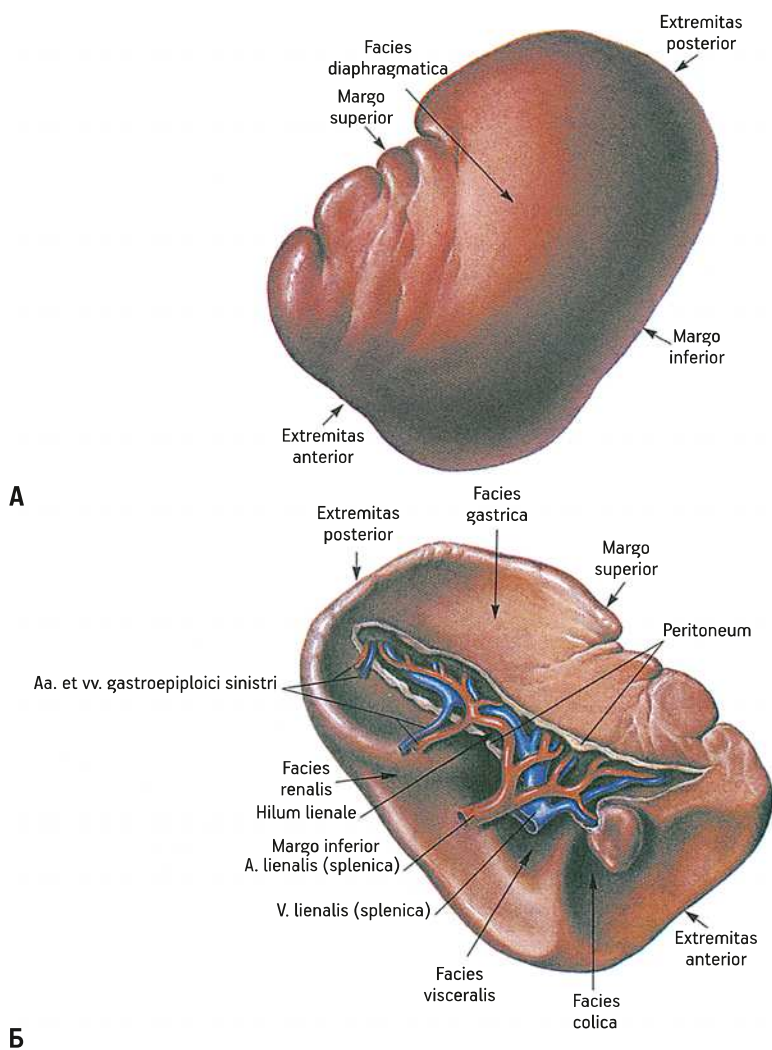 Extremitas
posterior
Facies
diaphragmatica
Margo
superior
Margo
inferior
Extremitas
anterior
А
Facies
gastrica
Extremitas
posterior
Margo
superior
Peritoneum
Aa. et vv. gastroepiploici sinistri
Facies
renalis
Hilum lienale
Margo inferior
A. lienalis (splenica)
V. lienalis (splenica)
Extremitas
anterior
Facies
visceralis
Facies
colica
Б